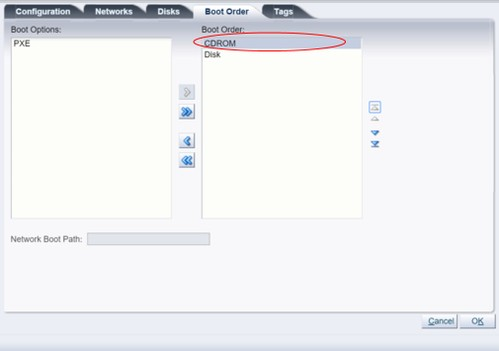 Configuration Networks Disks Boot Order Tags
Boot Options: Boot Order:
PXE CDROM
Disk
Network Boot Path:
Cancel OK